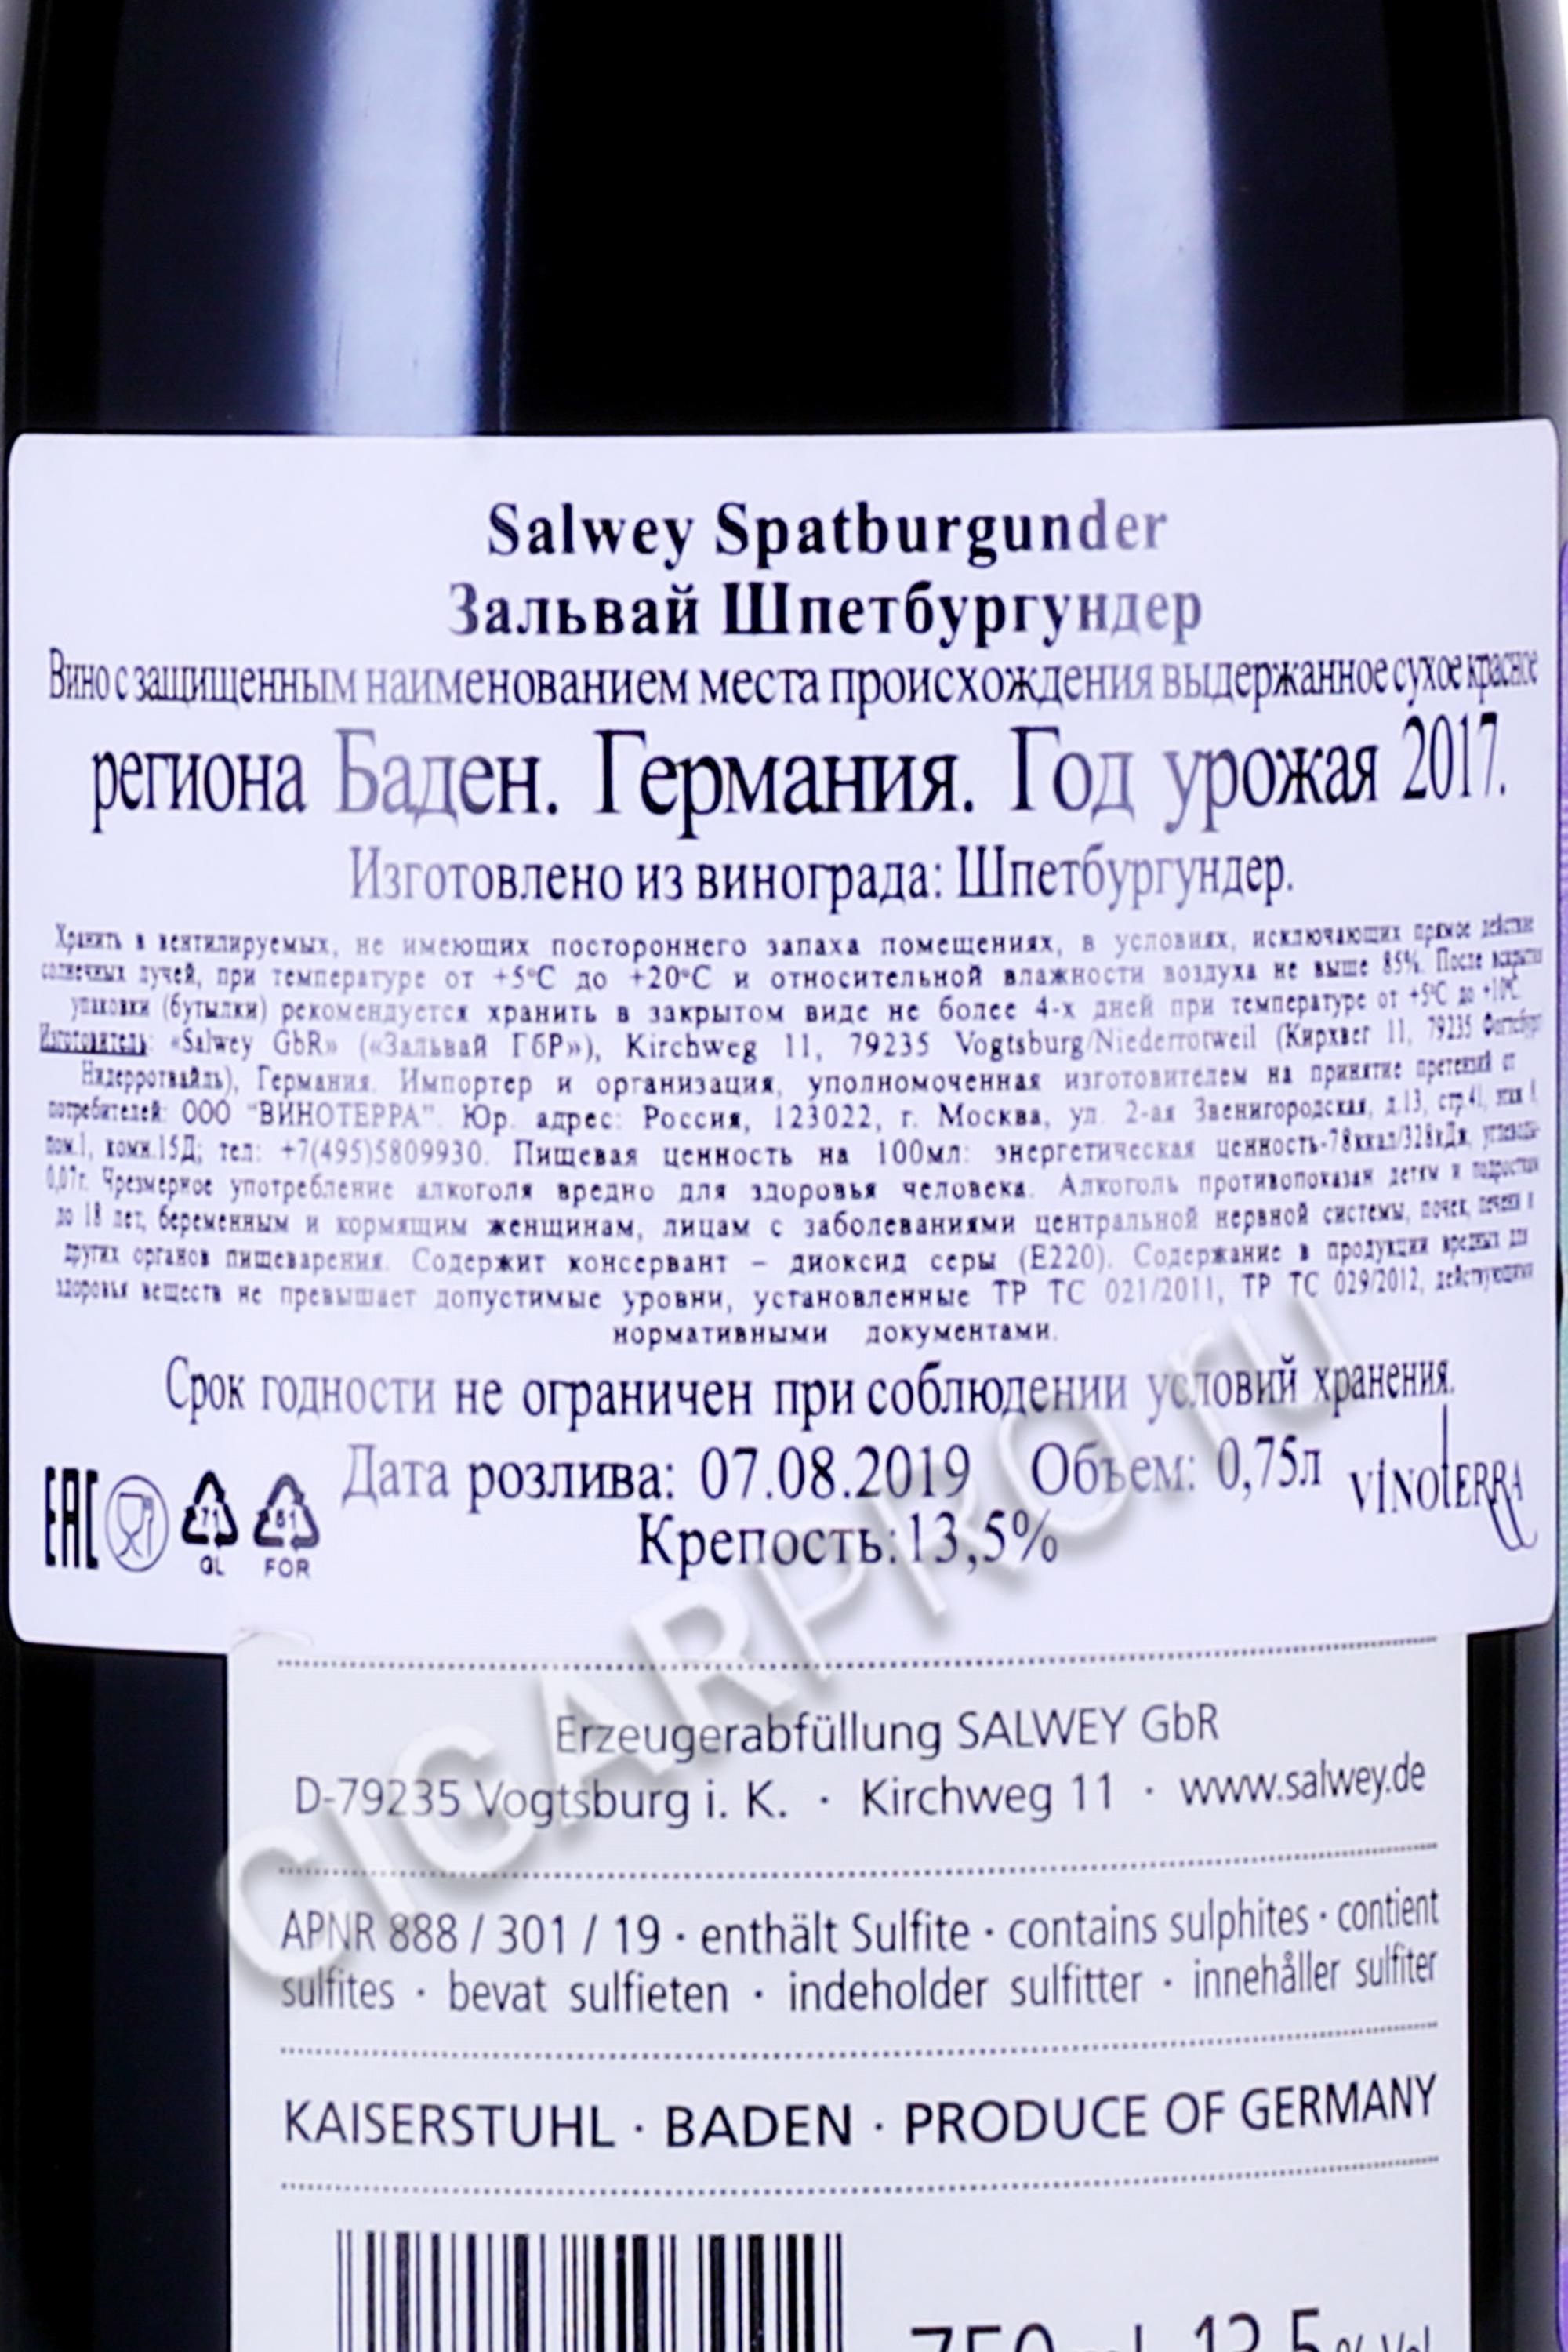 Salwey Spatburgunder
Зальвай Шпетбургундер
Вино с защищенным наименованием места происхождения выдержанное сухое красное
региона Баден. Германия. Год урожая 2017.
Изготовлено из винограда: Шпетбургундер.
Хранить в вентилируемых, не имеющих постороннего запаха помещениях, в условиях, исключающих прямое действие
солнечных лучей, при температуре от +5°С до +20°С и относительной влажности воздуха не выше 85%. После вскрытия
упаковки (бутылки) рекомендуется хранить в закрытом виде не более 4-х дней при температуре от +5°С до +10°С.
Изготовитель: «Salwey GbR» («Зальвай ГбР»), Kirchweg 11, 79235 Vogtsburg/Niederrotweil (Кирхвег 11, 79235
Нидерротвайль), Германия. Импортер и организация, уполномоченная изготовителем на принятие претензий от
потребителей: ООО "ВИНОТЕРРА". Юр. адрес: Россия, 123022, г. Москва, ул. 2-ая Звенигородская, д.13, стр.41,
пом.1, комн.15Д; тел: +7(495)5809930. Пищевая ценность на 100мл: энергетическая ценность-78ккал/328кДж,
0,07г. Чрезмерное употребление алкоголя вредно для здоровья человека. Алкоголь противопоказан детям и подросткам
до 18 лет, беременным и кормящим женщинам, лицам с заболеваниями центральной нервной системы, почек, печени и
других органов пищеварения. Содержит консервант – диоксид серы (Е220). Содержание в продукции вредных для
здоровья веществ не превышает допустимые уровни, установленные ТР ТС 021/2011, ТР ТС 029/2012, действующими
нормативными документами.
Срок годности не ограничен при соблюдении условий хранения.
Дата розлива: 07.08.2019 Объем: 0,75л
Крепость:13,5%
EAC 71 GL 61 FOR
VINOTERRA
Erzeugerabfüllung SALWEY GbR
D-79235 Vogtsburg i. K. · Kirchweg 11 · www.salwey.de
APNR 888 / 301 / 19 · enthält Sulfite · contains sulphites · contient
sulfites · bevat sulfieten · indeholder sulfitter · innehåller sulfiter
KAISERSTUHL · BADEN · PRODUCE OF GERMANY
750 ml 13,5 % Vol
CIGARPRO.ru